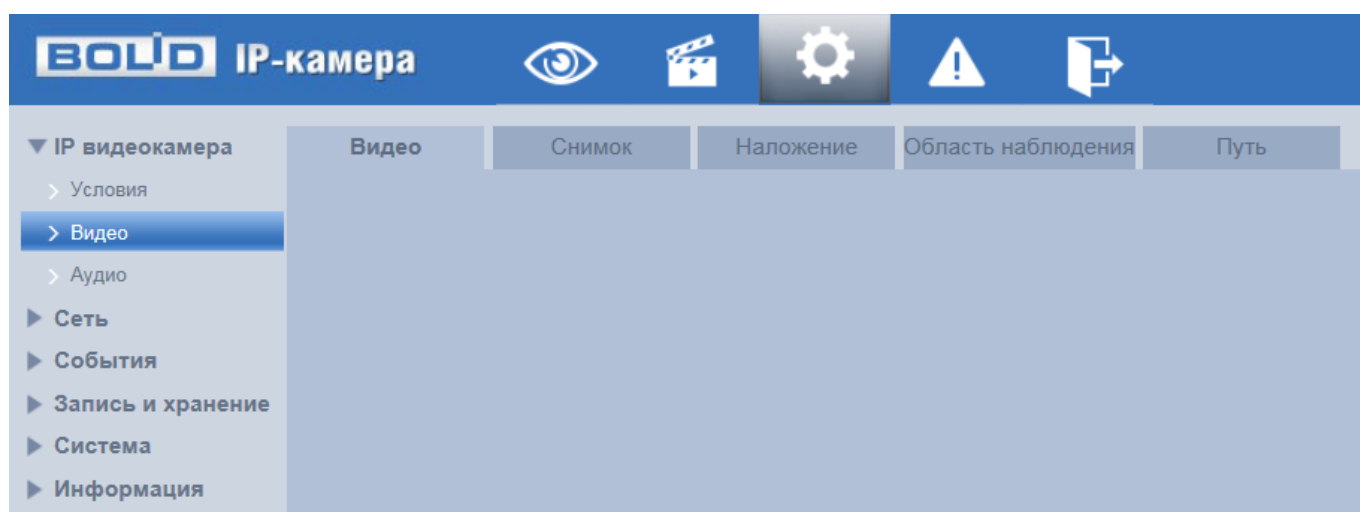 BOLID IP-камера
IP видеокамера
Видео
Снимок
Наложение
Область наблюдения
Путь
Условия
Видео
Аудио
Сеть
События
Запись и хранение
Система
Информация